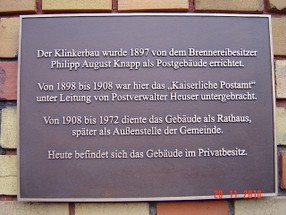 Der Klinkerbau wurde 1897 von dem Brennereibesitzer
Philipp August Knapp als Postgebäude errichtet.
Von 1898 bis 1908 war hier das „Kaiserliche Postamt“
unter Leitung von Postverwalter Heuser untergebracht.
Von 1908 bis 1972 diente das Gebäude als Rathaus,
später als Außenstelle der Gemeinde.
Heute befindet sich das Gebäude im Privatbesitz.